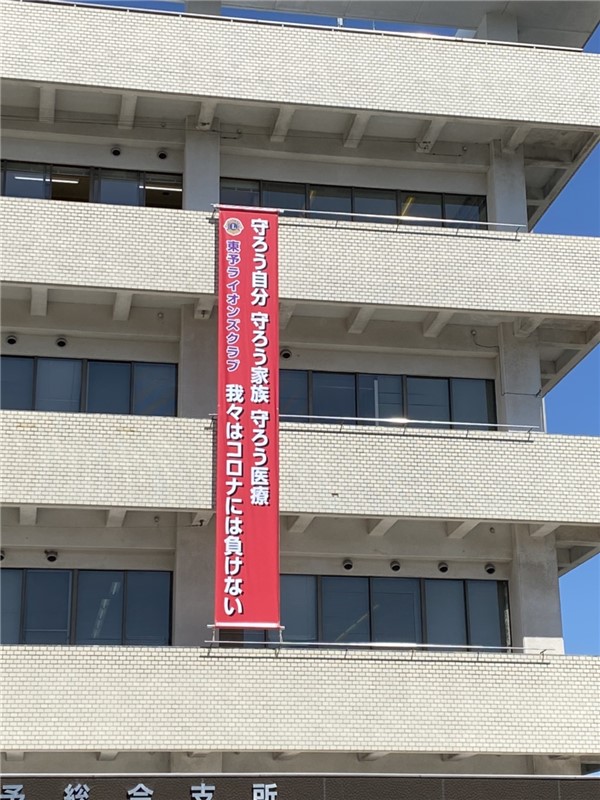 守ろう自分 守ろう家族 守ろう医療
我々はコロナには負けない
東予ライオンズクラブ
予総合支所